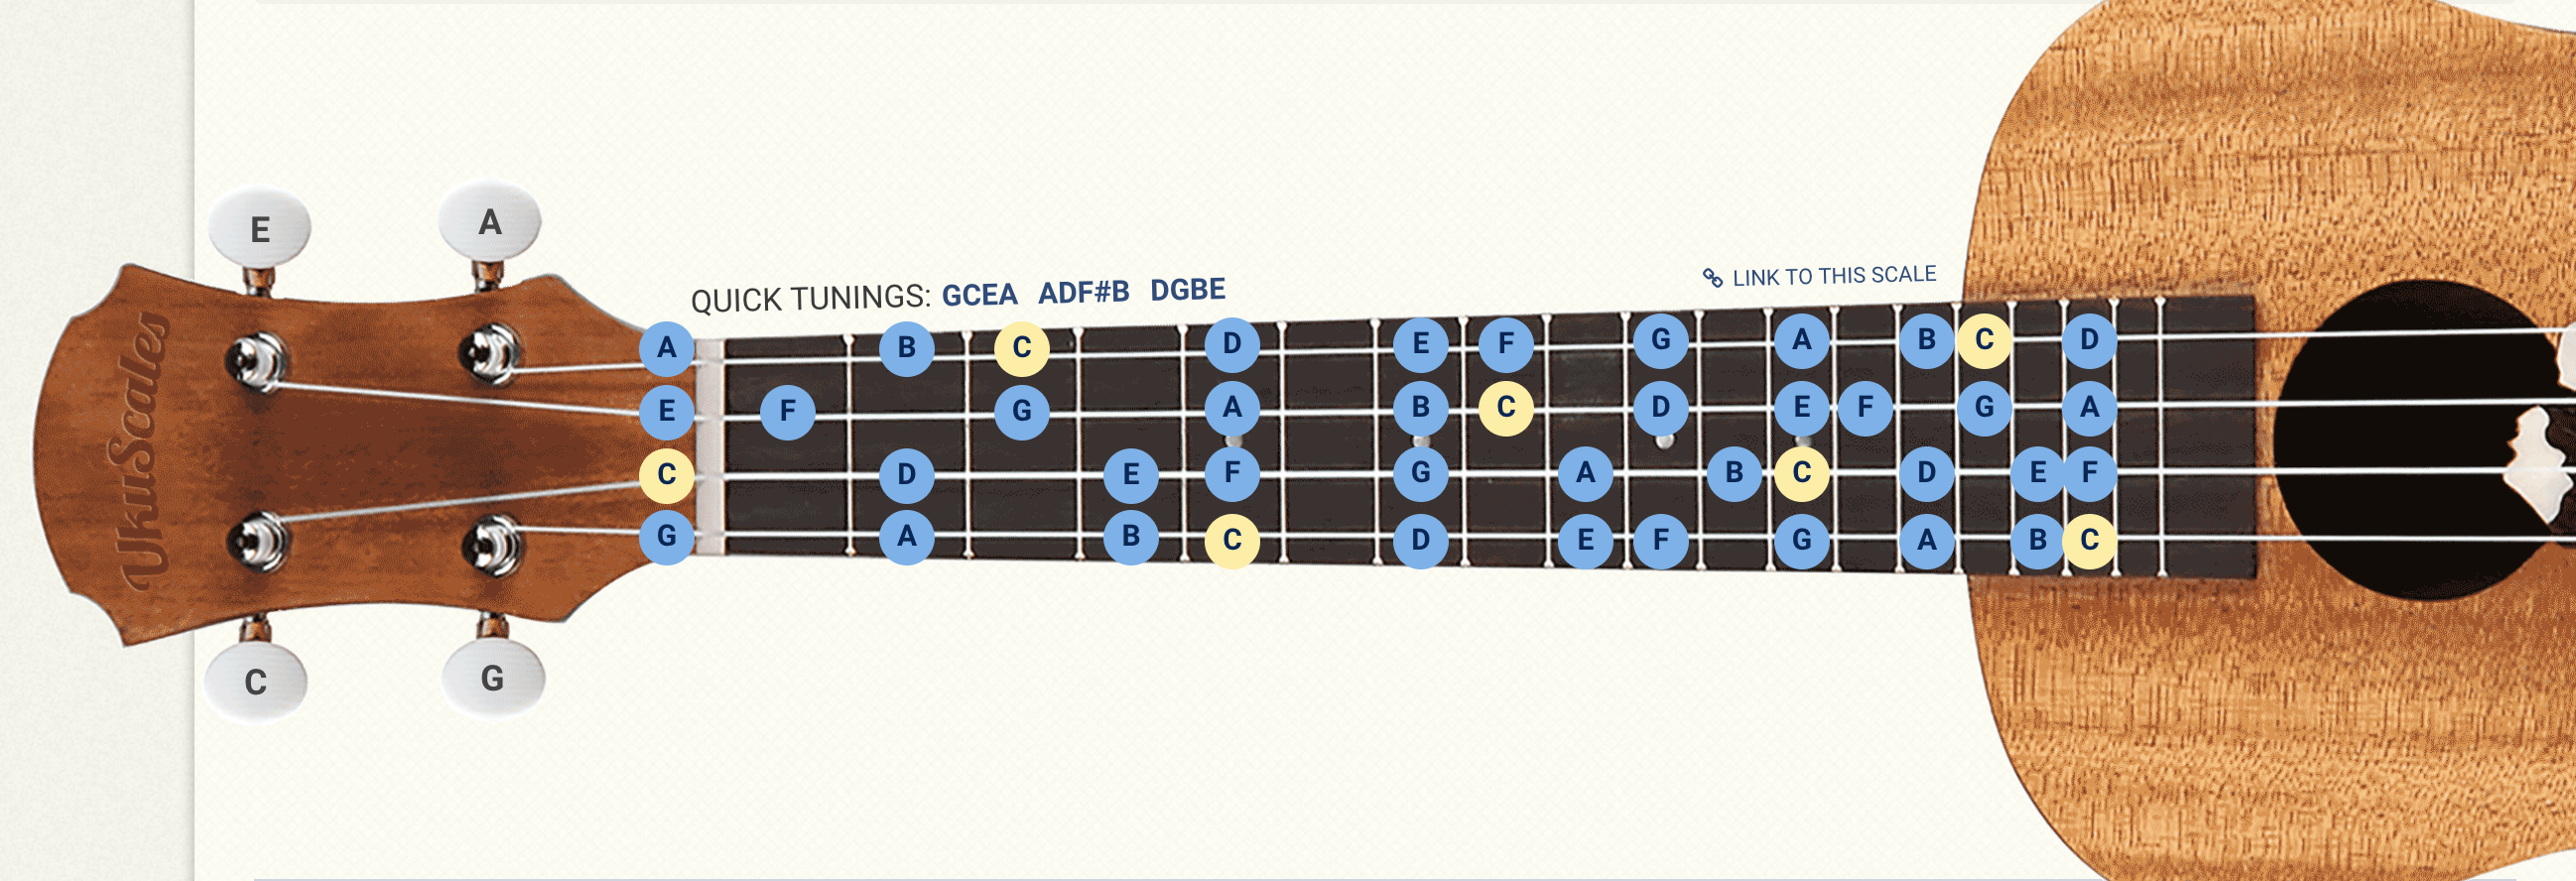 E A
QUICK TUNINGS: GCEA ADF#B DGBE
LINK TO THIS SCALE
UkuScales
A B C D E F G A B C D
E F G A B C D E F G A
C D E F G A B C D E F
G A B C D E F G A B C
C G